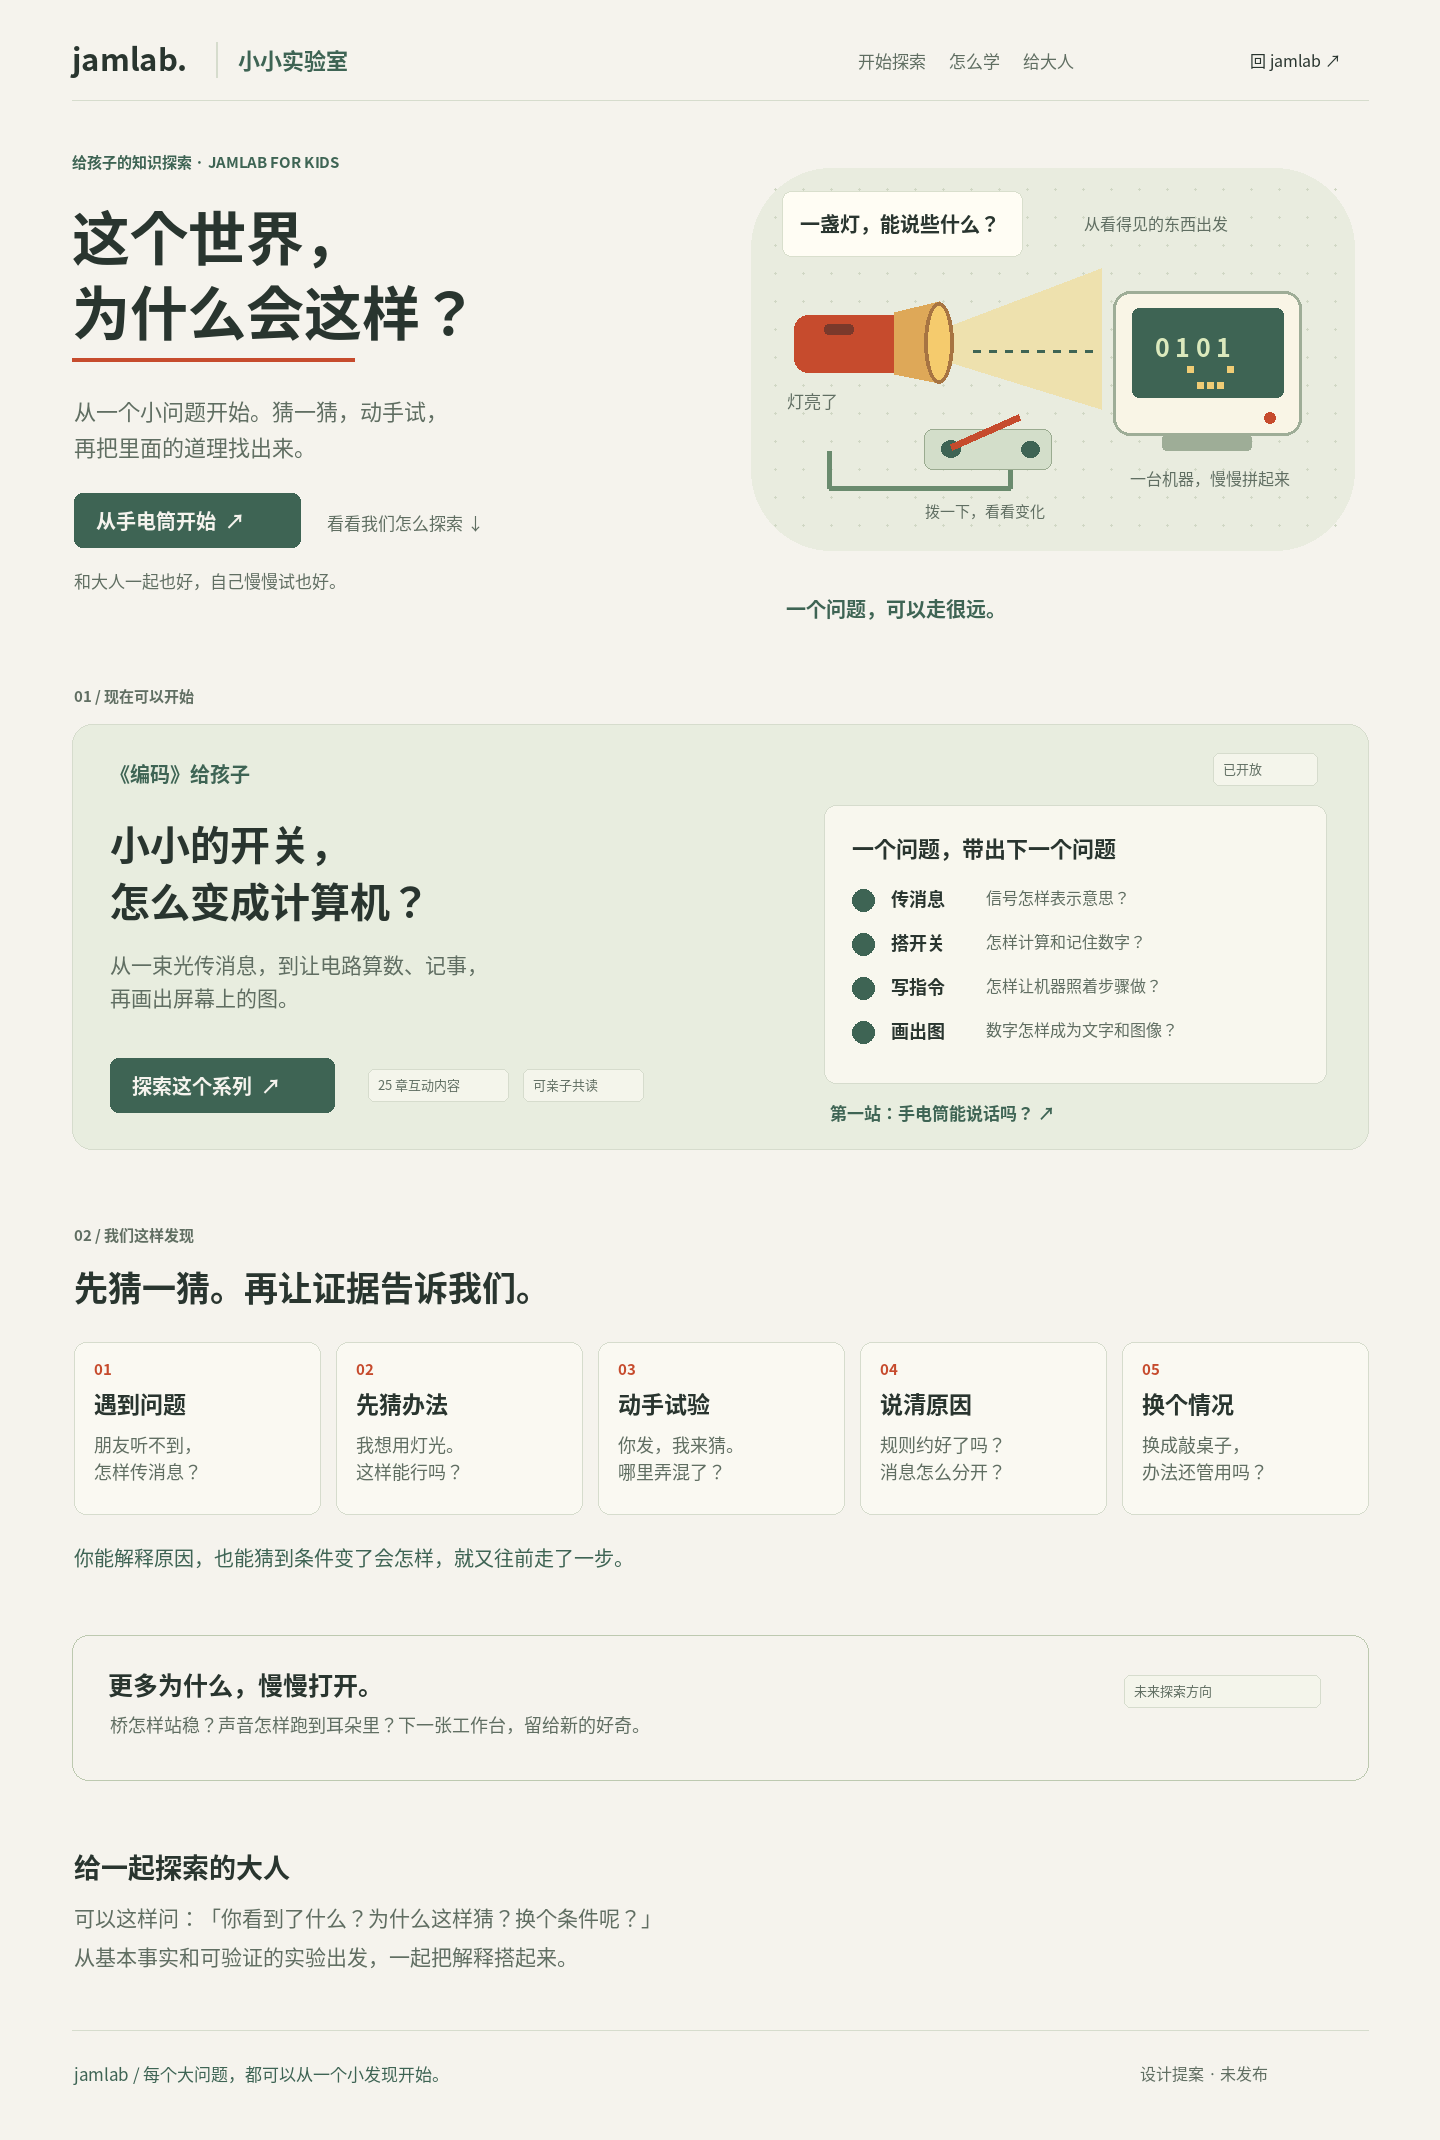 jamlab.
小小实验室
开始探索 怎么学 给大人
回 jamlab ↗
给孩子的知识探索 · JAMLAB FOR KIDS
这个世界，
为什么会这样？
从一个小问题开始。猜一猜，动手试，
再把里面的道理找出来。
从手电筒开始 ↗
看看我们怎么探索 ↓
和大人一起也好，自己慢慢试也好。
一盏灯，能说些什么？
从看得见的东西出发
0101
灯亮了
一台机器，慢慢拼起来
拨一下，看看变化
一个问题，可以走很远。
01 / 现在可以开始
《编码》给孩子
已开放
小小的开关，
怎么变成计算机？
从一束光传消息，到让电路算数、记事，
再画出屏幕上的图。
探索这个系列 ↗
25 章互动内容
可亲子共读
一个问题，带出下一个问题
传消息 信号怎样表示意思？
搭开关 怎样计算和记住数字？
写指令 怎样让机器照着步骤做？
画出图 数字怎样成为文字和图像？
第一站：手电筒能说话吗？ ↗
02 / 我们这样发现
先猜一猜。再让证据告诉我们。
01
遇到问题
朋友听不到，
怎样传消息？
02
先猜办法
我想用灯光。
这样能行吗？
03
动手试验
你发，我来猜。
哪里弄混了？
04
说清原因
规则约好了吗？
消息怎么分开？
05
换个情况
换成敲桌子，
办法还管用吗？
你能解释原因，也能猜到条件变了会怎样，就又往前走了一步。
更多为什么，慢慢打开。
未来探索方向
桥怎样站稳？声音怎样跑到耳朵里？下一张工作台，留给新的好奇。
给一起探索的大人
可以这样问：「你看到了什么？为什么这样猜？换个条件呢？」
从基本事实和可验证的实验出发，一起把解释搭起来。
jamlab / 每个大问题，都可以从一个小发现开始。
设计提案 · 未发布